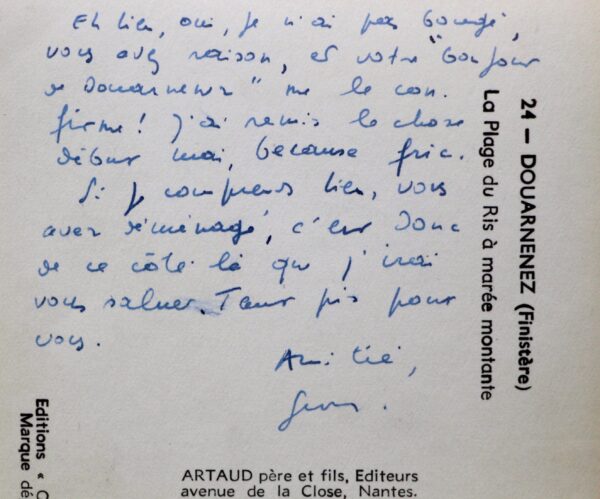 Eh bien, oui, je n'ai pas bougé,
vous avez raison, et votre "bonjour
de Douarnenez" me le con-
firme! J'ai remis la chose
début mai, because fric.
Si je comprends bien, vous
avez déménagé, c'est donc
de ce côté là que j'irai
vous saluer. Tant pis pour
vous.
Amitié,
24 — DOUARNENEZ (Finistère)
La Plage du Ris à marée montante
Editions « C
Marque dé
ARTAUD père et fils, Editeurs
avenue de la Close, Nantes.